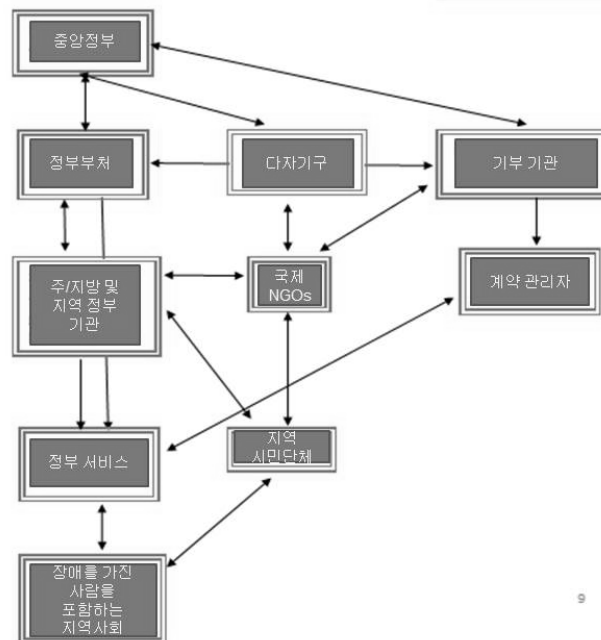 중앙정부
정부부처
다자기구
기부 기관
주/지방 및
지역 정부
기관
국제
NGOs
계약 관리자
정부 서비스
지역
시민단체
장애를 가진
사람을
포함하는
지역사회
9